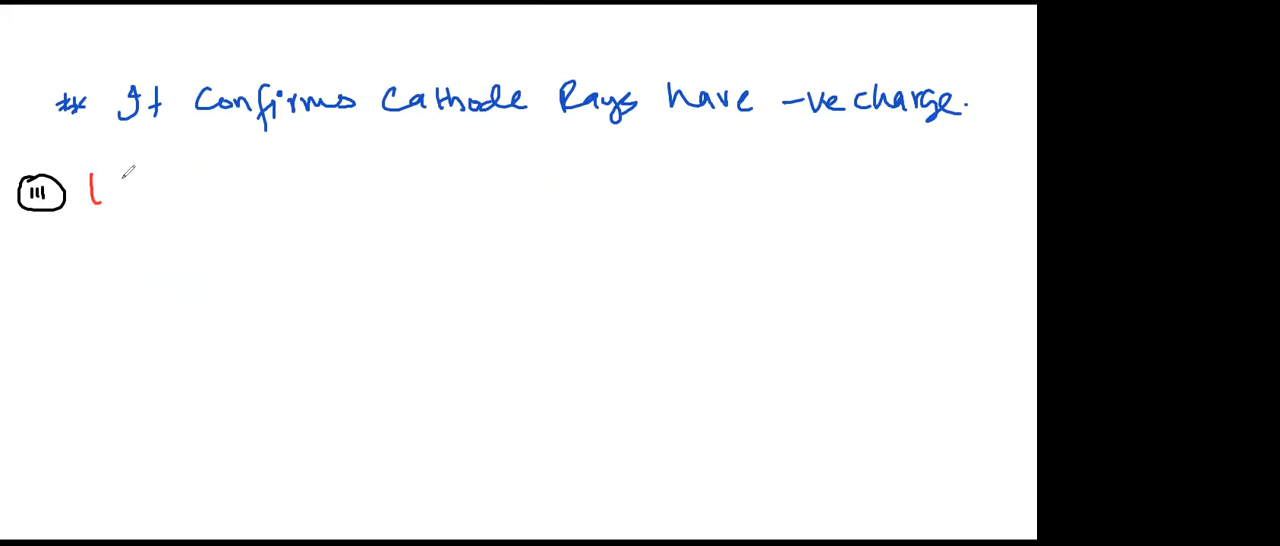 ** It Confirms Cathode Rays have -ve charge.
(iii)